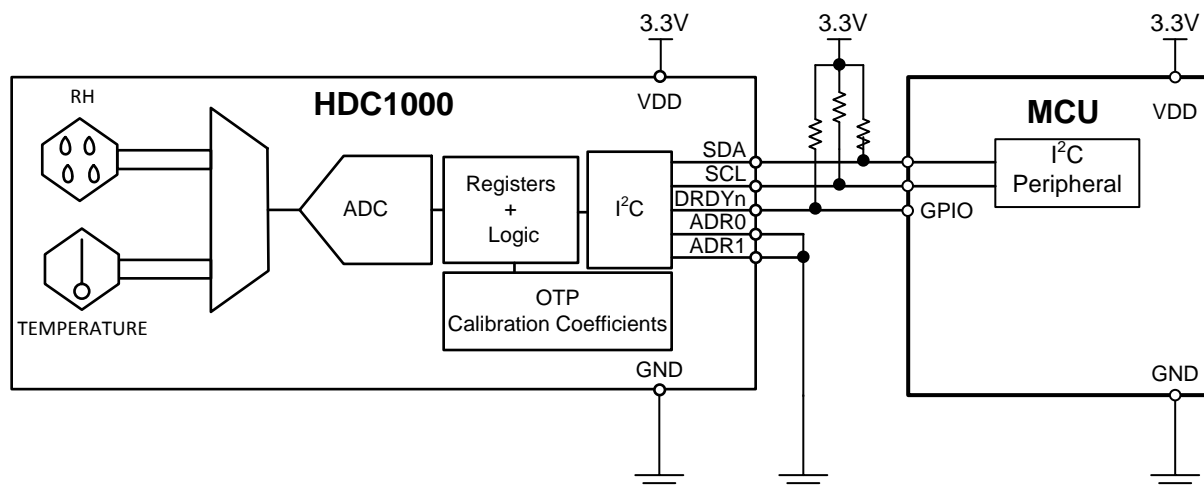 3.3V
3.3V
3.3V
HDC1000
RH
TEMPERATURE
ADC
Registers
+
Logic
OTP
Calibration Coefficients
I²C
VDD
SDA
SCL
DRDYn
ADR0
ADR1
GND
MCU
VDD
I²C
Peripheral
GPIO
GND